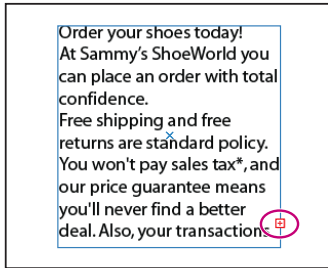 Order your shoes today!
At Sammy's ShoeWorld you
can place an order with total
confidence.
Free shipping and free
returns are standard policy.
You won't pay sales tax*, and
our price guarantee means
you'll never find a better
deal. Also, your transactions